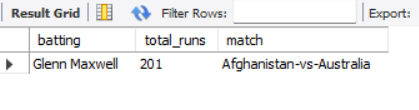 Result Grid Filter Rows: Export:
batting total_runs match
Glenn Maxwell 201 Afghanistan-vs-Australia